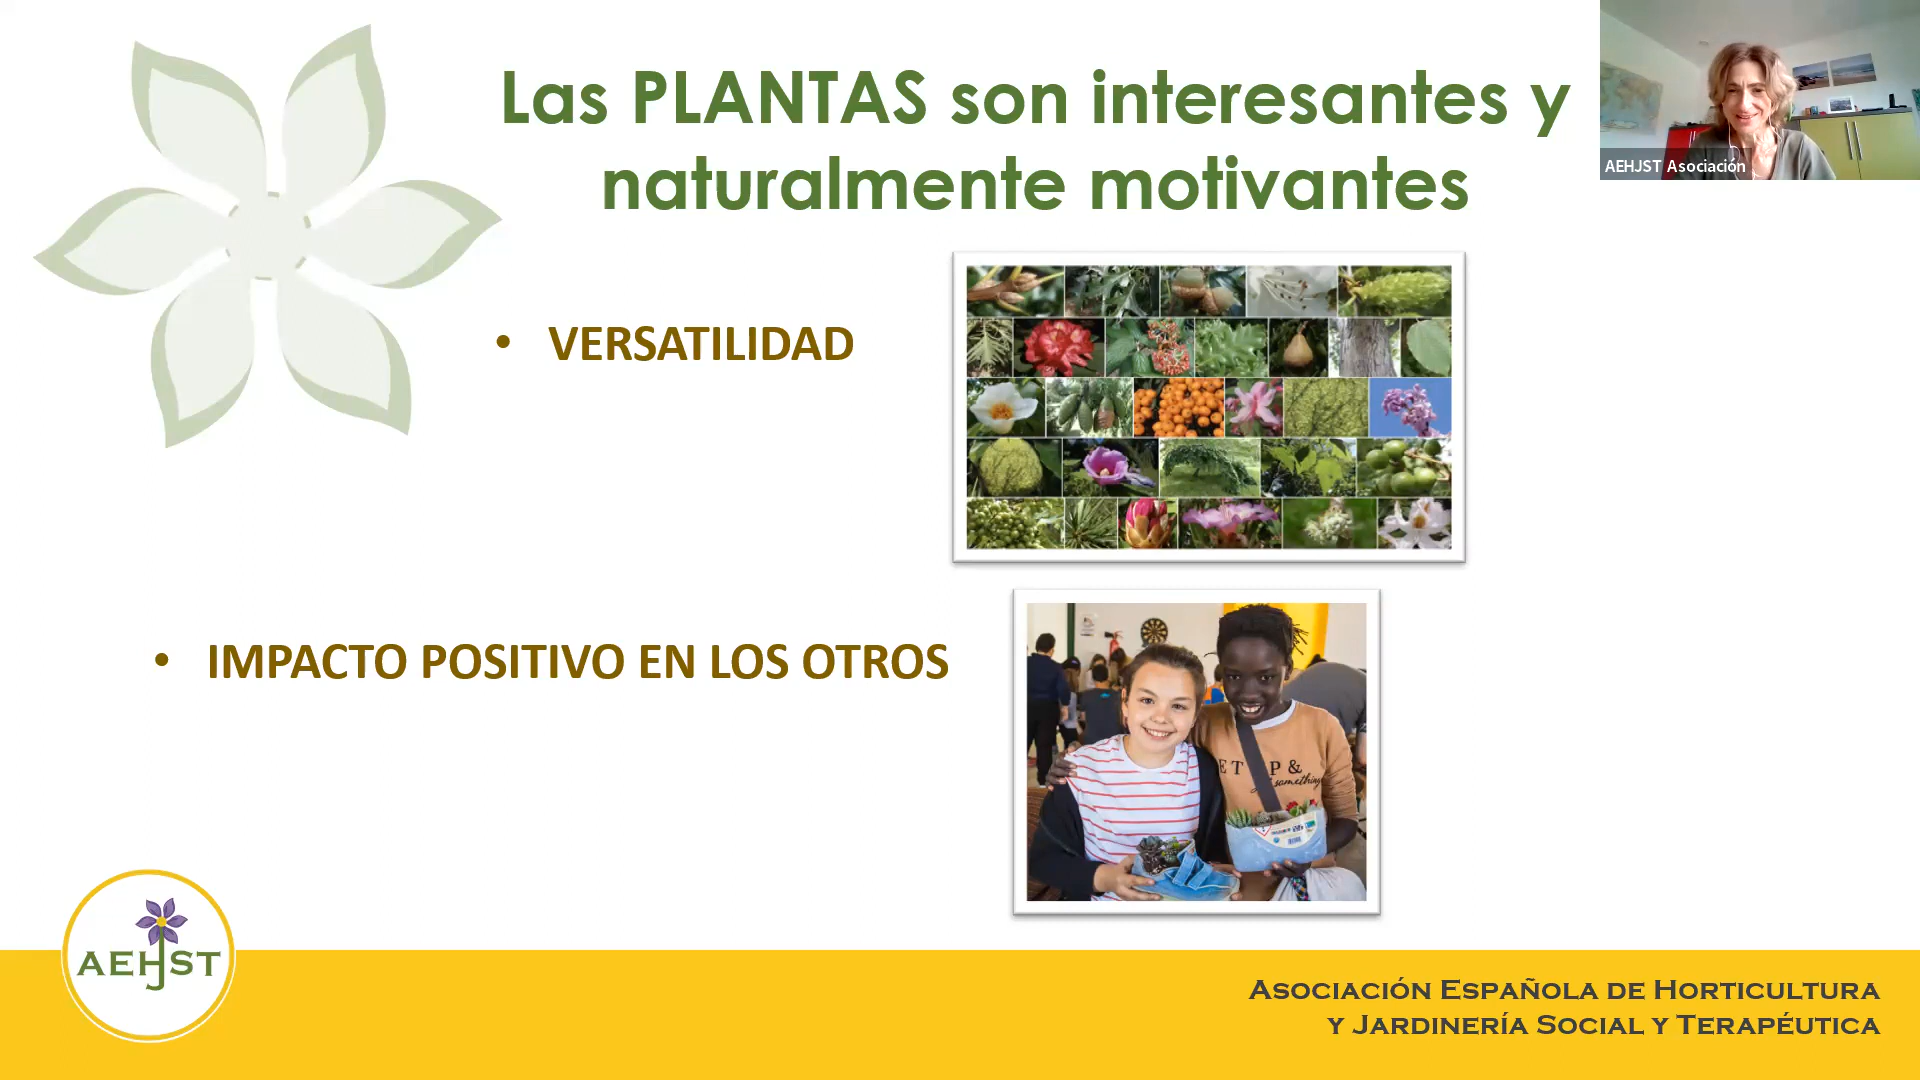 Las PLANTAS son interesantes y
naturalmente motivantes
AEHJST Asociación
• VERSATILIDAD
• IMPACTO POSITIVO EN LOS OTROS
P &
something
AEHJST
ASOCIACIÓN ESPAÑOLA DE HORTICULTURA
Y JARDINERÍA SOCIAL Y TERAPÉUTICA